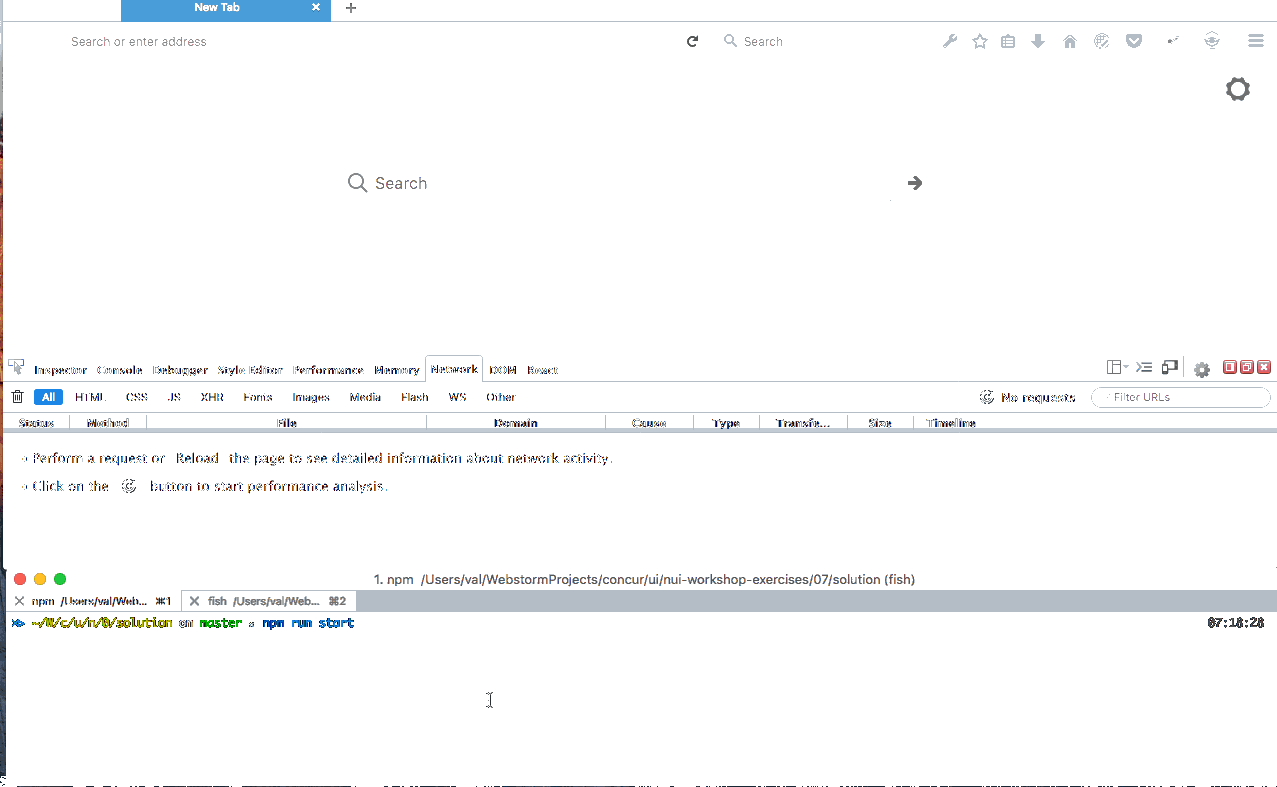 New Tab × +
Search or enter address Search
Search
Inspector Console Debugger Style Editor Performance Memory Network DOM React
All HTML CSS JS XHR Fonts Images Media Flash WS Other No requests Filter URLs
Status Method File Domain Cause Type Transfe... Size Timeline
◦ Perform a request or Reload the page to see detailed information about network activity.
◦ Click on the button to start performance analysis.
1. npm /Users/val/WebstormProjects/concur/ui/nui-workshop-exercises/07/solution (fish)
npm /Users/val/Web... ⌘1 fish /Users/val/Web... ⌘2
~/W/c/u/n/0/solution on master npm run start 07:18:28